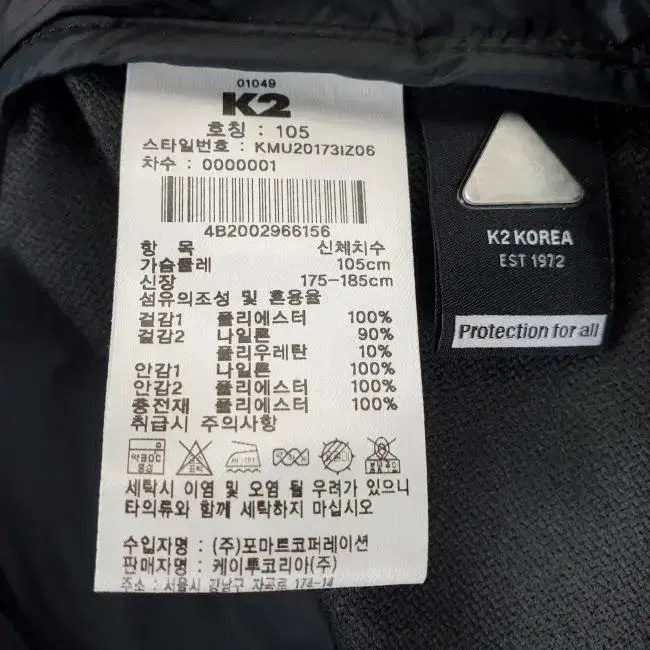 01049
K2
호칭 : 105
스타일번호 : KMU20173IZ06
차수 : 0000001
4B2002966156
항 목 신체치수
가슴둘레 105cm
신장 175-185cm
섬유의조성 및 혼용율
겉감1 폴리에스터 100%
겉감2 나일론 90%
폴리우레탄 10%
안감1 나일론 100%
안감2 폴리에스터 100%
충전재 폴리에스터 100%
취급시 주의사항
약30℃
중성
세탁시 이염 및 오염 될 우려가 있으니
타의류와 함께 세탁하지 마십시오
수입자명 : (주)포마트코퍼레이션
판매자명 : 케이투코리아(주)
주소 : 서울시 강남구 자곡로 174-14
K2 KOREA
EST 1972
Protection for all